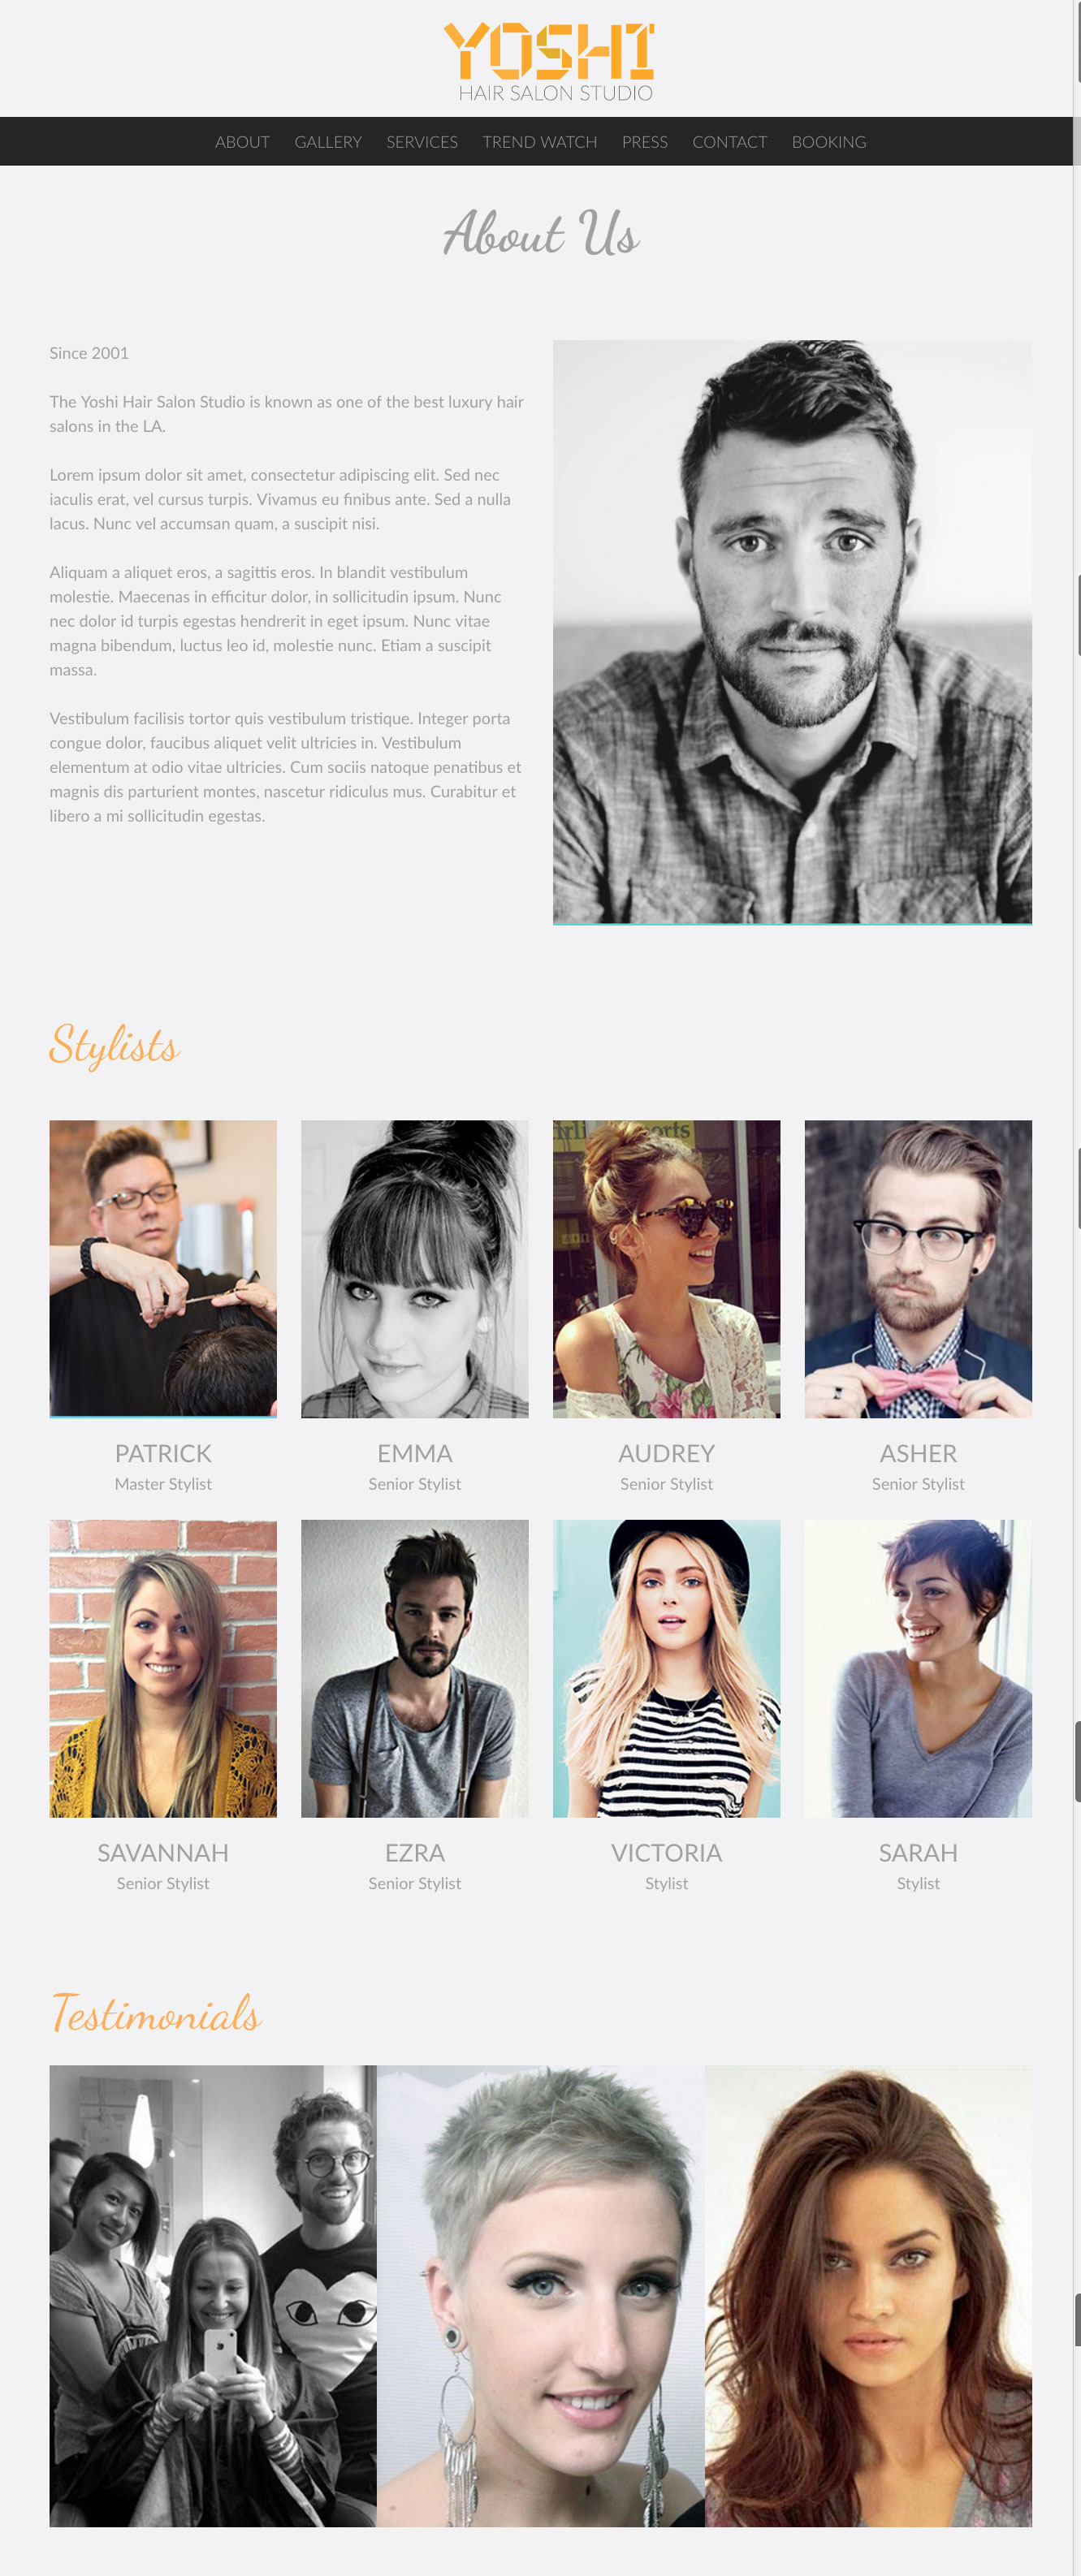 YOSHI
HAIR SALON STUDIO
ABOUT GALLERY SERVICES TREND WATCH PRESS CONTACT BOOKING
About Us
Since 2001
The Yoshi Hair Salon Studio is known as one of the best luxury hair
salons in the LA.
Lorem ipsum dolor sit amet, consectetur adipiscing elit. Sed nec
iaculis erat, vel cursus turpis. Vivamus eu finibus ante. Sed a nulla
lacus. Nunc vel accumsan quam, a suscipit nisi.
Aliquam a aliquet eros, a sagittis eros. In blandit vestibulum
molestie. Maecenas in efficitur dolor, in sollicitudin ipsum. Nunc
nec dolor id turpis egestas hendrerit in eget ipsum. Nunc vitae
magna bibendum, luctus leo id, molestie nunc. Etiam a suscipit
massa.
Vestibulum facilisis tortor quis vestibulum tristique. Integer porta
congue dolor, faucibus aliquet velit ultricies in. Vestibulum
elementum at odio vitae ultricies. Cum sociis natoque penatibus et
magnis dis parturient montes, nascetur ridiculus mus. Curabitur et
libero a mi sollicitudin egestas.
Stylists
PATRICK
Master Stylist
EMMA
Senior Stylist
AUDREY
Senior Stylist
ASHER
Senior Stylist
SAVANNAH
Senior Stylist
EZRA
Senior Stylist
VICTORIA
Stylist
SARAH
Stylist
Testimonials